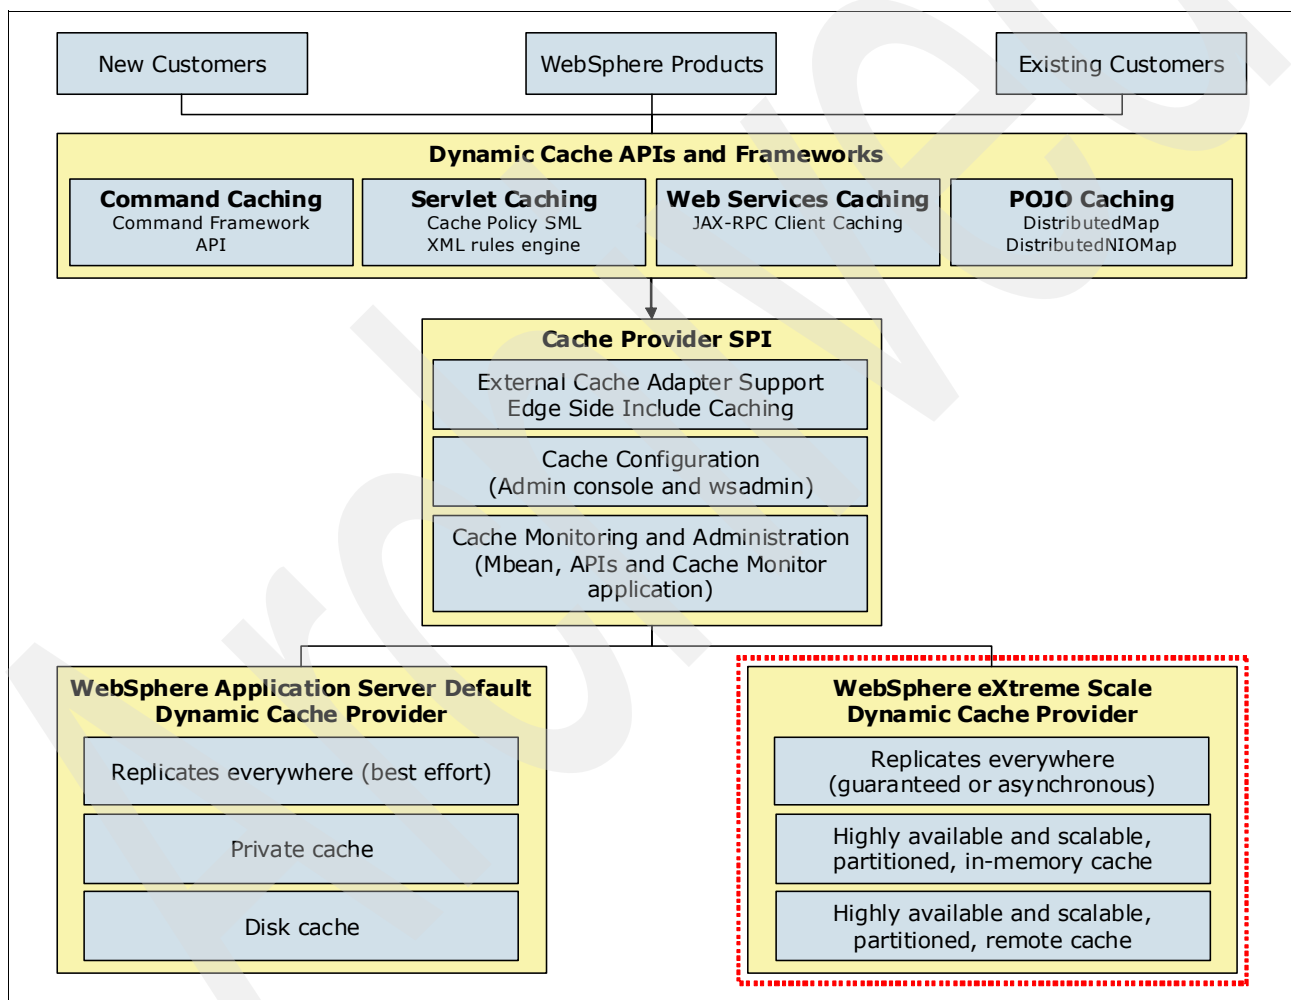 New Customers
WebSphere Products
Existing Customers
Dynamic Cache APIs and Frameworks
Command Caching
Command Framework
API
Servlet Caching
Cache Policy SML
XML rules engine
Web Services Caching
JAX-RPC Client Caching
POJO Caching
DistributedMap
DistributedNIOMap
Cache Provider SPI
External Cache Adapter Support
Edge Side Include Caching
Cache Configuration
(Admin console and wsadmin)
Cache Monitoring and Administration
(Mbean, APIs and Cache Monitor
application)
WebSphere Application Server Default
Dynamic Cache Provider
Replicates everywhere (best effort)
Private cache
Disk cache
WebSphere eXtreme Scale
Dynamic Cache Provider
Replicates everywhere
(guaranteed or asynchronous)
Highly available and scalable,
partitioned, in-memory cache
Highly available and scalable,
partitioned, remote cache
Archived